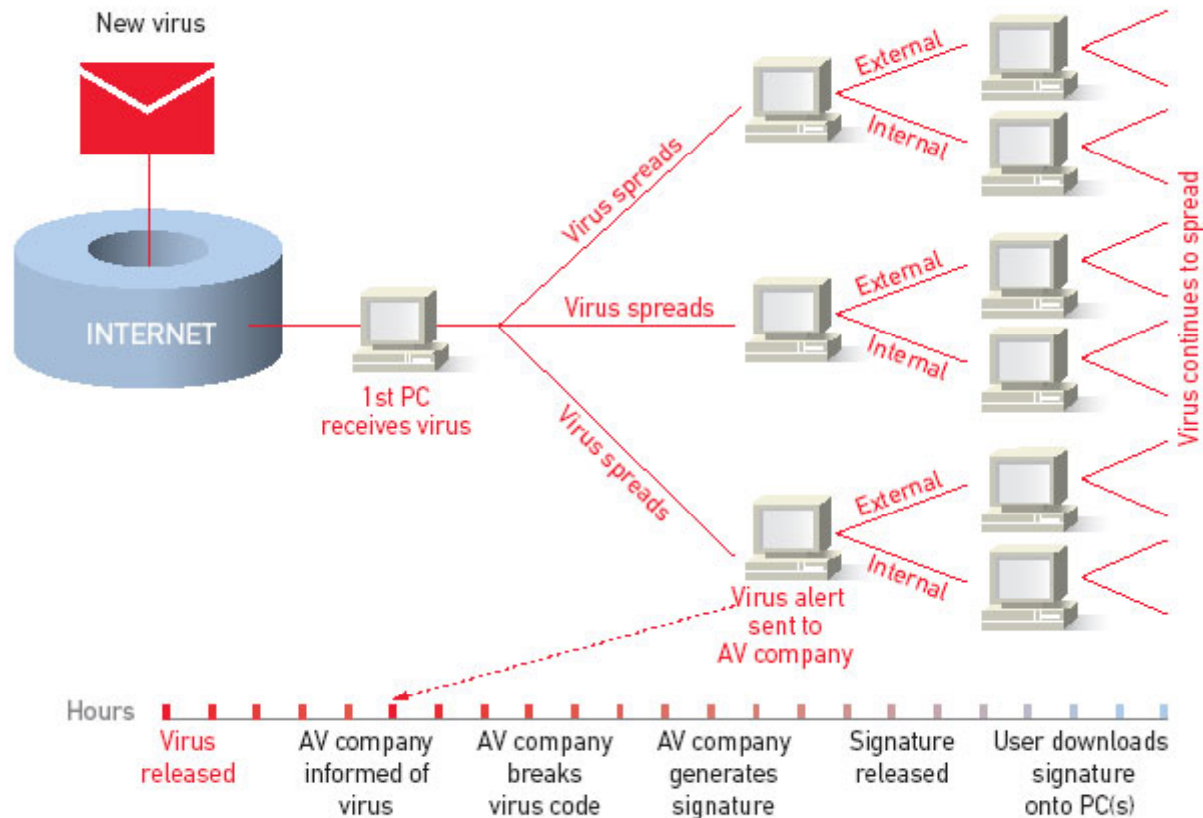 New virus
INTERNET
1st PC
receives virus
Virus spreads
Virus spreads
Virus spreads
External
Internal
External
Internal
External
Internal
Virus continues to spread
Virus alert
sent to
AV company
Hours
Virus
released
AV company
informed of
virus
AV company
breaks
virus code
AV company
generates
signature
Signature
released
User downloads
signature
onto PC(s)